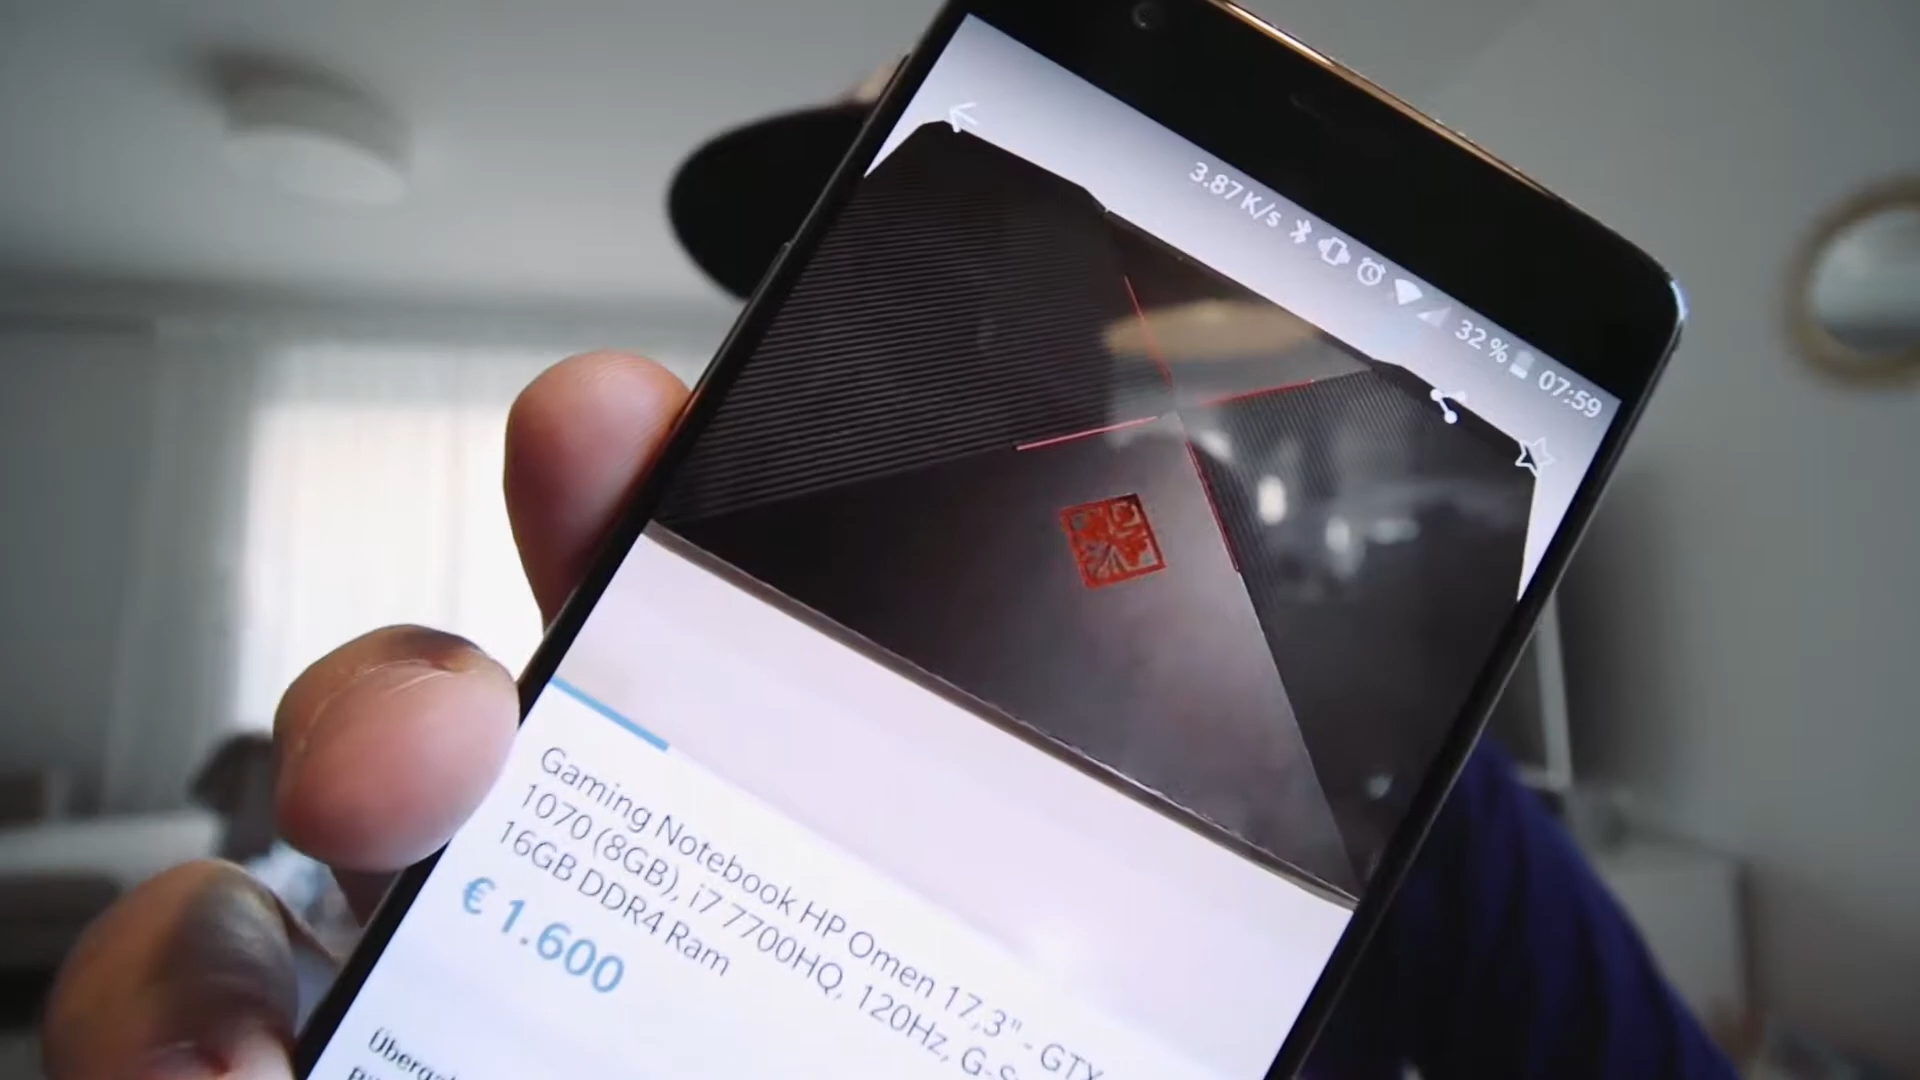 3.87K/s 32% 07:59
Gaming Notebook HP Omen 17,3" - GTX
1070 (8GB), i7 7700HQ, 120Hz,
16GB DDR4 Ram
€ 1.600